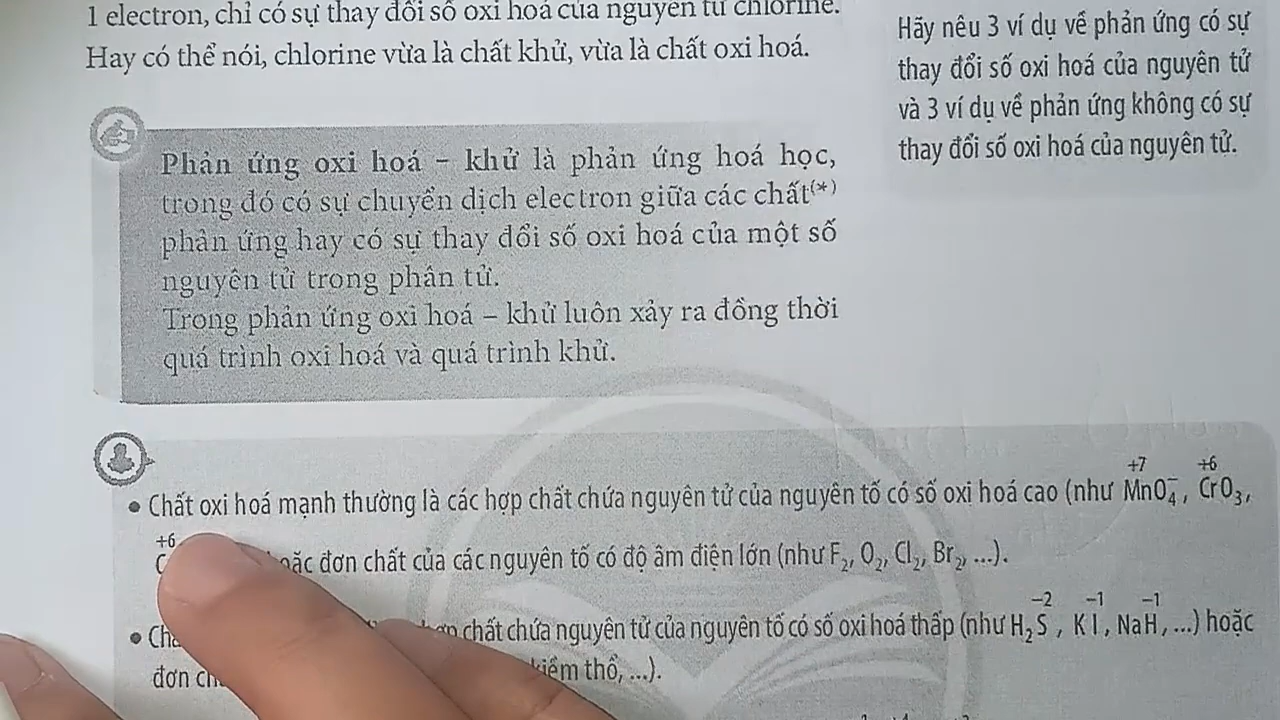 1 electron, chỉ có sự thay đổi số oxi hoá của nguyên tử chlorine.
Hay có thể nói, chlorine vừa là chất khử, vừa là chất oxi hoá.
Hãy nêu 3 ví dụ về phản ứng có sự
thay đổi số oxi hoá của nguyên tử
và 3 ví dụ về phản ứng không có sự
thay đổi số oxi hoá của nguyên tử.
Phản ứng oxi hoá – khử là phản ứng hoá học,
trong đó có sự chuyển dịch electron giữa các chất(*)
phản ứng hay có sự thay đổi số oxi hoá của một số
nguyên tử trong phân tử.
Trong phản ứng oxi hoá – khử luôn xảy ra đồng thời
quá trình oxi hoá và quá trình khử.
+7 +6
• Chất oxi hoá mạnh thường là các hợp chất chứa nguyên tử của nguyên tố có số oxi hoá cao (như MnO₄⁻, CrO₃,
+6
đơn chất của các nguyên tố có độ âm điện lớn (như F₂, O₂, Cl₂, Br₂, ...).
−2 −1 −1
• chất chứa nguyên tử của nguyên tố có số oxi hoá thấp (như H₂S, KI, NaH, ...) hoặc
đơn kiềm thổ, ...).